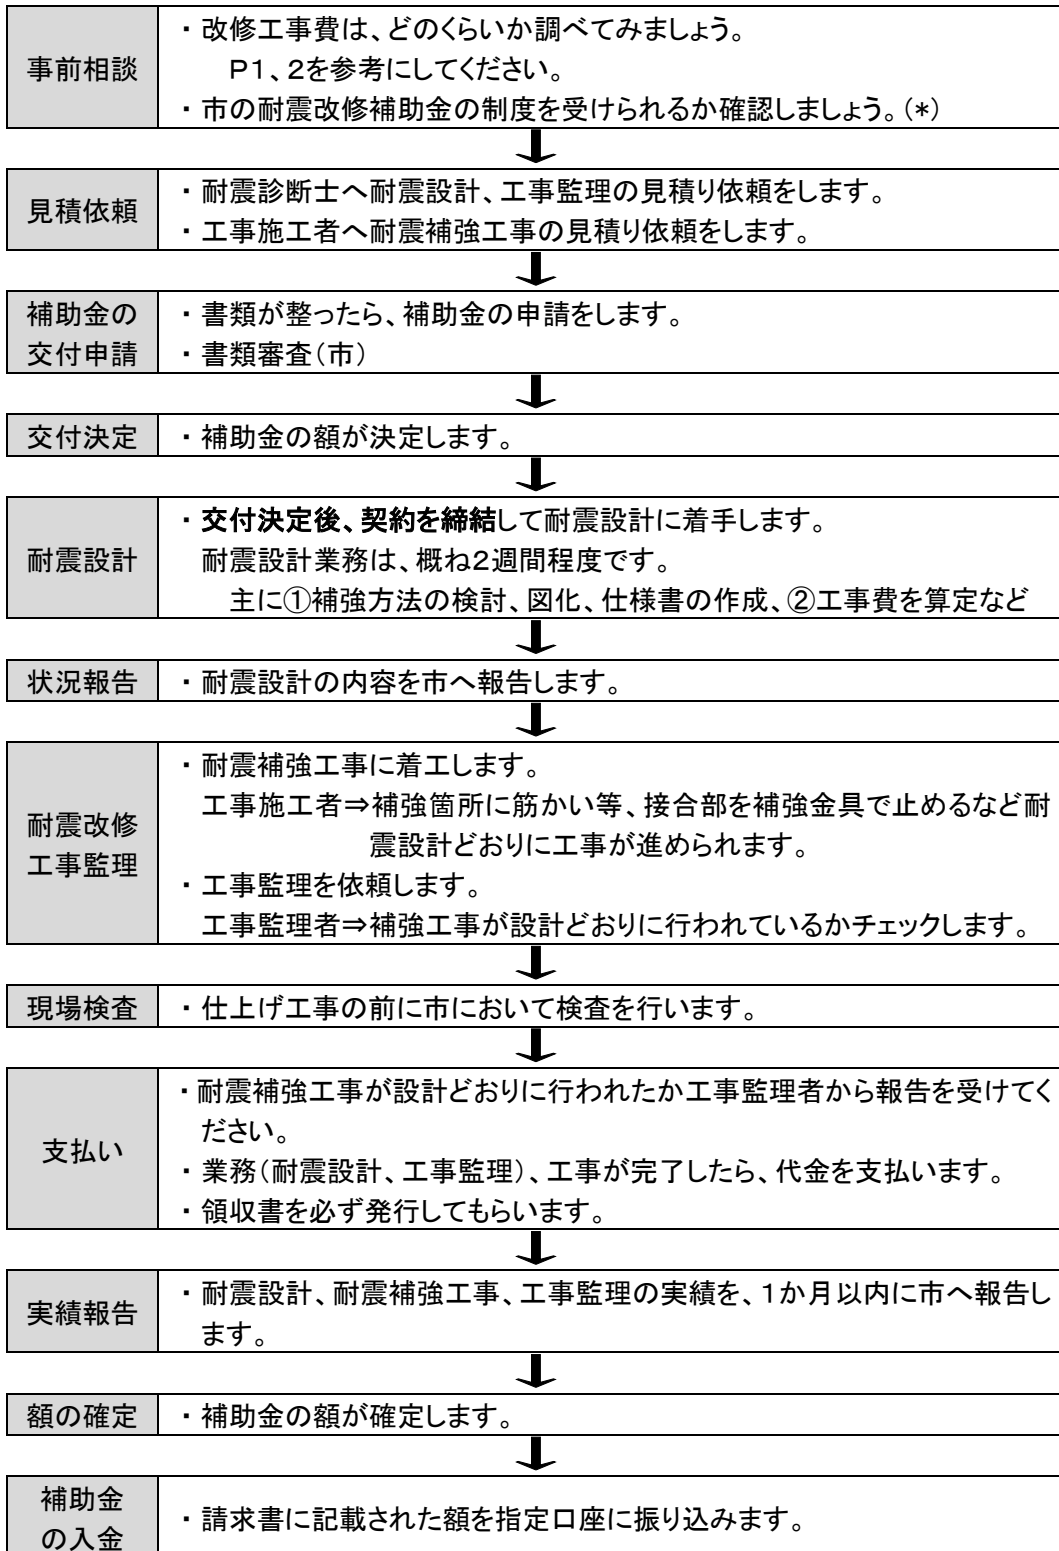 事前相談
・改修工事費は、どのくらいか調べてみましょう。
P1、2を参考にしてください。
・市の耐震改修補助金の制度を受けられるか確認しましょう。(*)
見積依頼
・耐震診断士へ耐震設計、工事監理の見積り依頼をします。
・工事施工者へ耐震補強工事の見積り依頼をします。
補助金の
交付申請
・書類が整ったら、補助金の申請をします。
・書類審査(市)
交付決定
・補助金の額が決定します。
耐震設計
・交付決定後、契約を締結して耐震設計に着手します。
耐震設計業務は、概ね2週間程度です。
主に①補強方法の検討、図化、仕様書の作成、②工事費を算定など
状況報告
・耐震設計の内容を市へ報告します。
耐震改修
工事監理
・耐震補強工事に着工します。
工事施工者⇒補強箇所に筋かい等、接合部を補強金具で止めるなど耐
震設計どおりに工事が進められます。
・工事監理を依頼します。
工事監理者⇒補強工事が設計どおりに行われているかチェックします。
現場検査
・仕上げ工事の前に市において検査を行います。
支払い
・耐震補強工事が設計どおりに行われたか工事監理者から報告を受けてく
ださい。
・業務(耐震設計、工事監理)、工事が完了したら、代金を支払います。
・領収書を必ず発行してもらいます。
実績報告
・耐震設計、耐震補強工事、工事監理の実績を、1か月以内に市へ報告し
ます。
額の確定
・補助金の額が確定します。
補助金
の入金
・請求書に記載された額を指定口座に振り込みます。